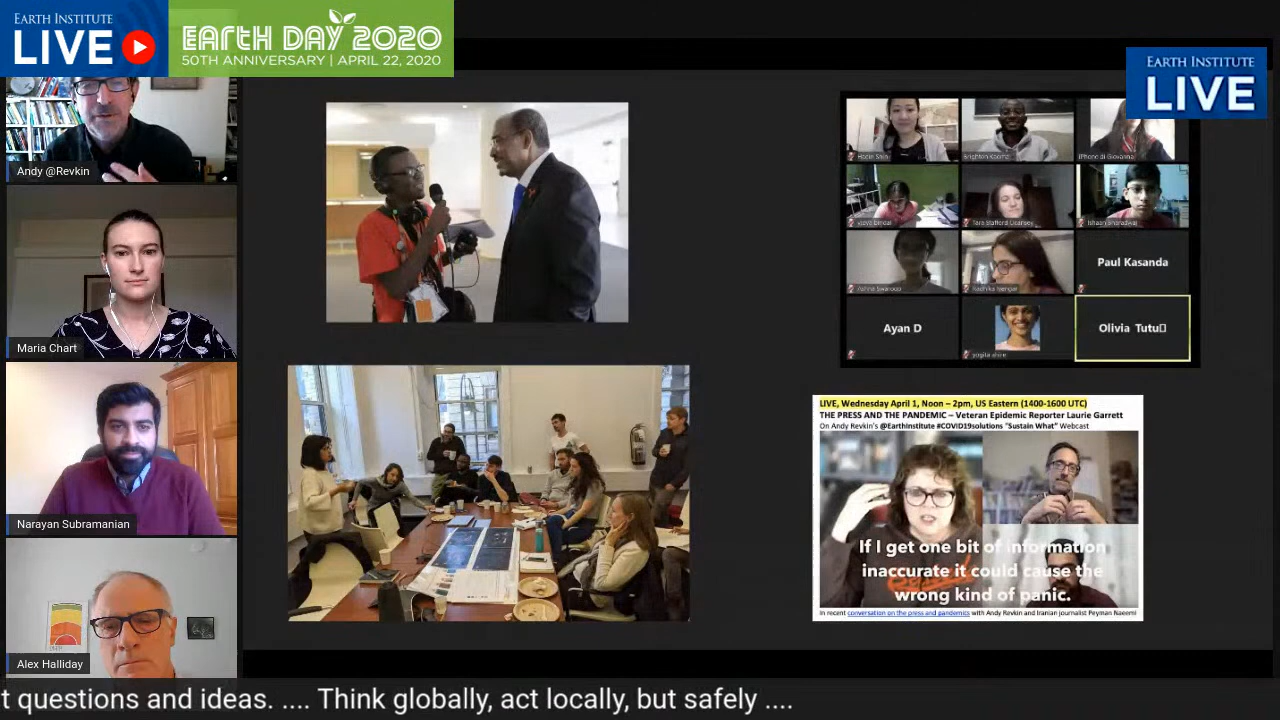 EARTH INSTITUTE
LIVE
EARTH DAY 2020
50TH ANNIVERSARY | APRIL 22, 2020
EARTH INSTITUTE
LIVE
Andy @Revkin
Maria Chart
Narayan Subramanian
Alex Halladay
Paul Kasanda
Ayan D
Olivia Tutu
yogita
LIVE, Wednesday April 1, Noon – 2pm, US Eastern (1400-1600 UTC)
THE PRESS AND THE PANDEMIC – Veteran Epidemic Reporter Laurie Garrett
On Andy Revkin's @EarthInstitute #COVID19solutions "Sustain What" Webcast
If I get one bit of information
inaccurate it could cause the
wrong kind of panic.
In recent conversation on the press and pandemics with Andy Revkin and Iranian journalist Peyman Naeemi
t questions and ideas. .... Think globally, act locally, but safely ....